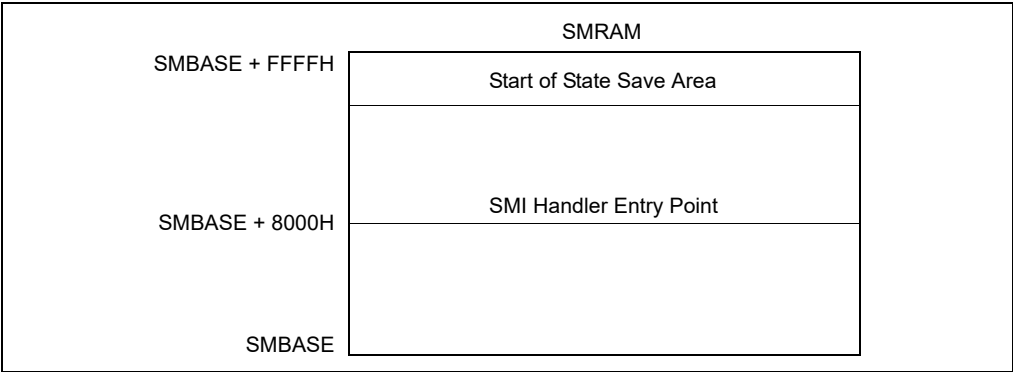 SMRAM
SMBASE + FFFFH
Start of State Save Area
SMI Handler Entry Point
SMBASE + 8000H
SMBASE